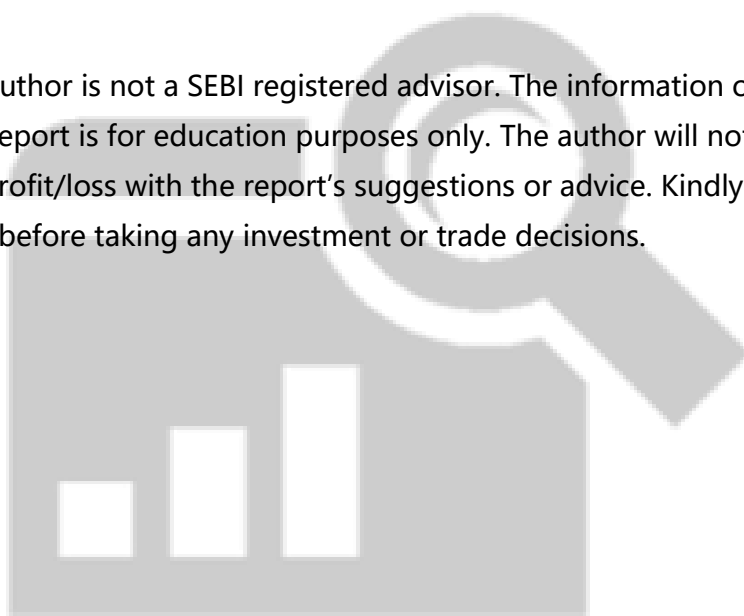 uthor is not a SEBI registered advisor. The information
eport is for education purposes only. The author will not
rofit/loss with the report’s suggestions or advice. Kindly
before taking any investment or trade decisions.